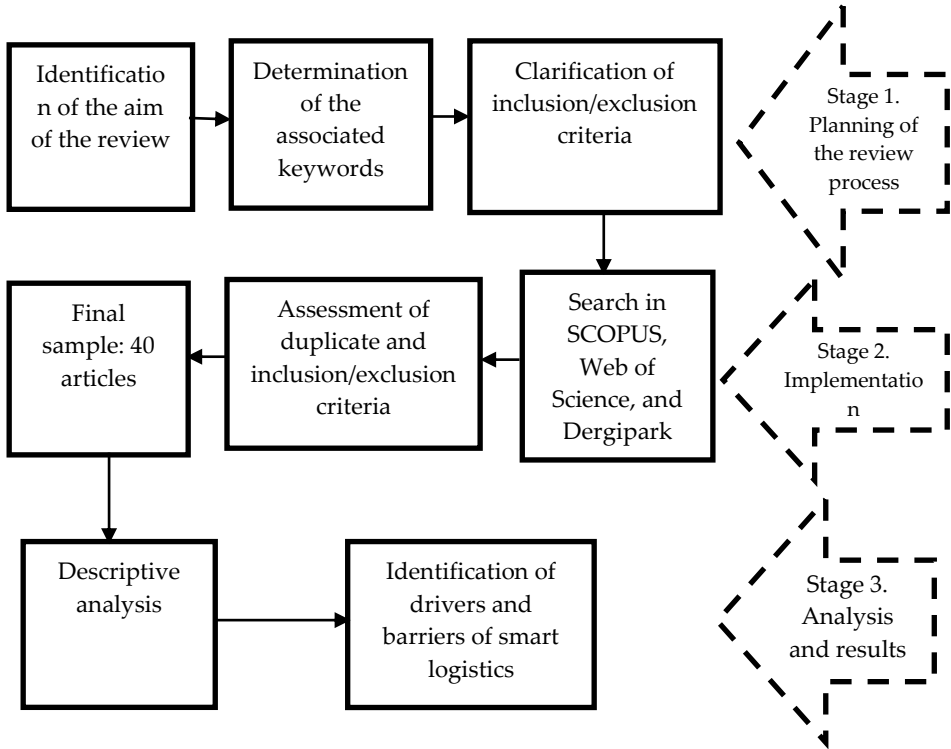 Identificatio
n of the aim
of the review
Determination
of the
associated
keywords
Clarification of
inclusion/exclusion
criteria
Stage 1.
Planning of
the review
process
Final
sample: 40
articles
Assessment of
duplicate and
inclusion/exclusion
criteria
Search in
SCOPUS,
Web of
Science, and
Dergipark
Stage 2.
Implementatio
n
Descriptive
analysis
Identification of
drivers and
barriers of smart
logistics
Stage 3.
Analysis
and results